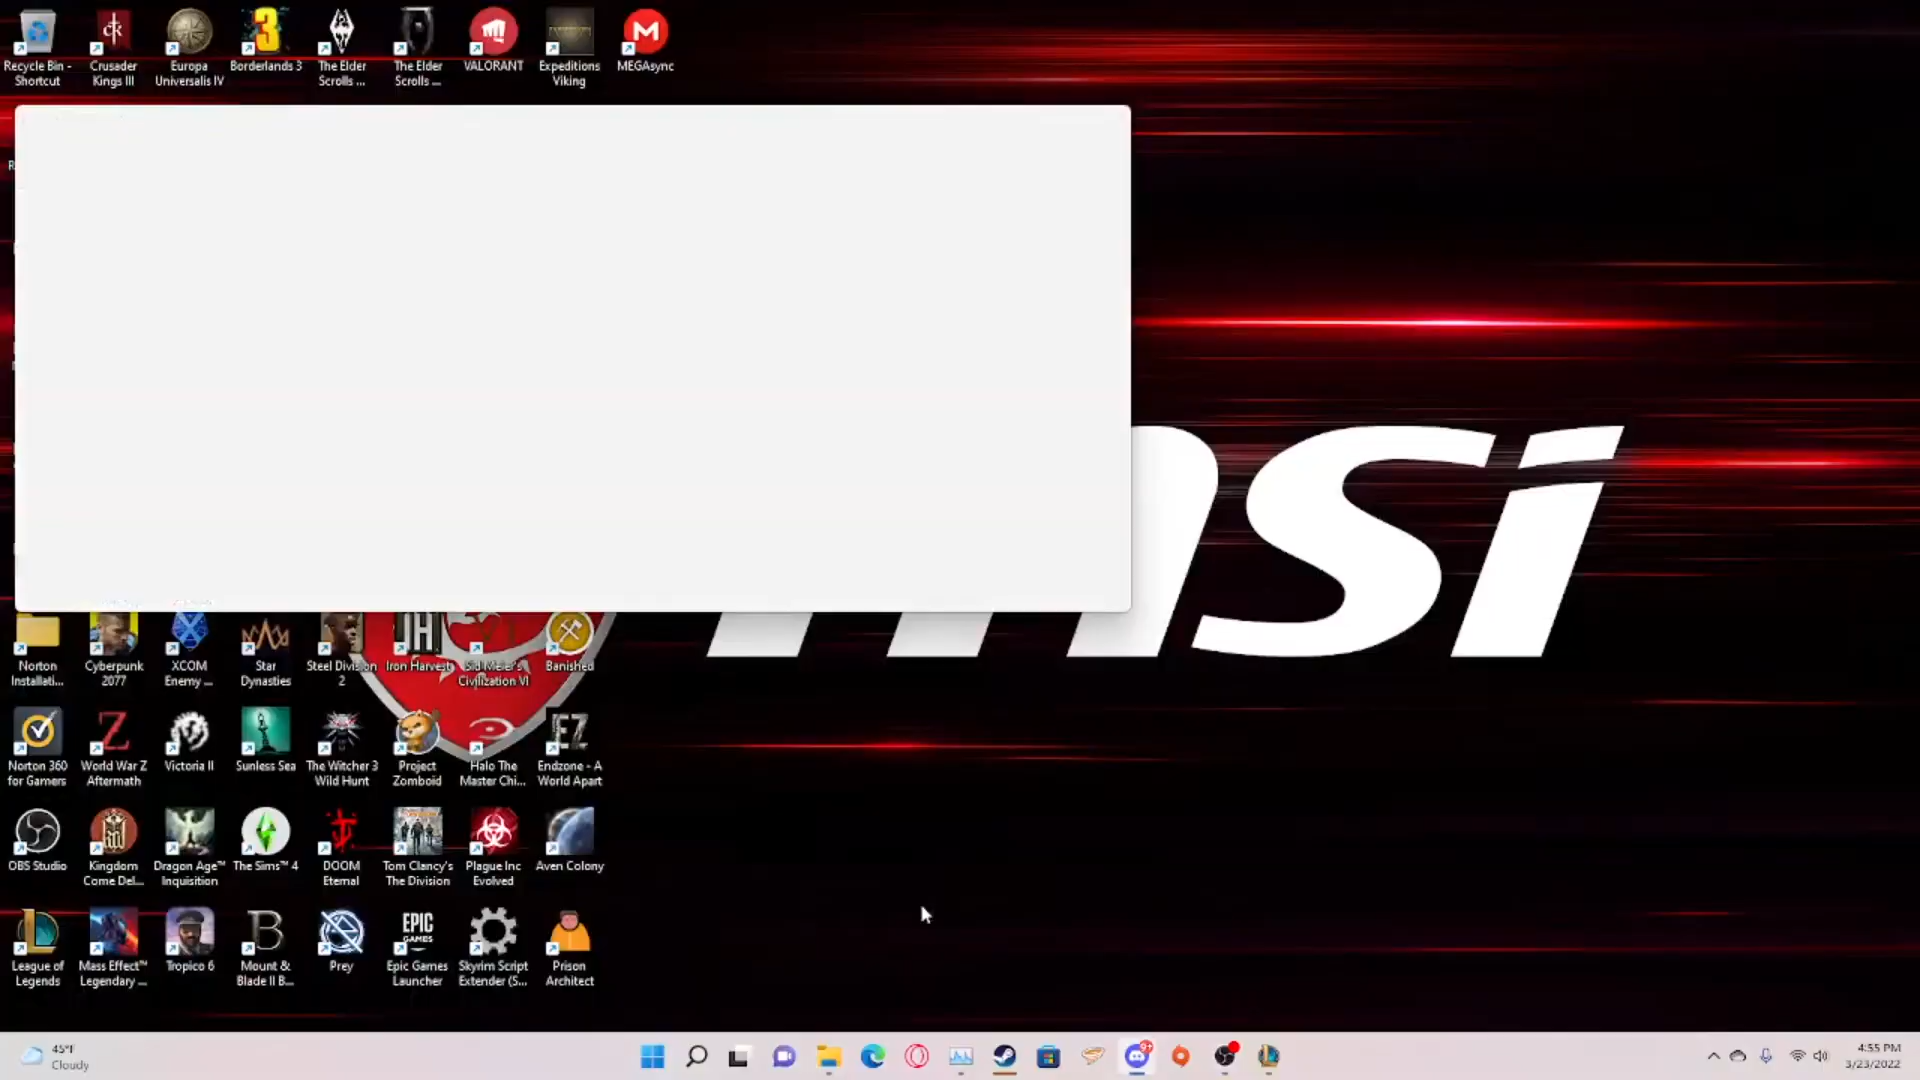 Recycle Bin -
Shortcut
Crusader
Kings III
Europa
Universalis IV
Borderlands 3
The Elder
Scrolls ...
The Elder
Scrolls ...
VALORANT
Expeditions
Viking
MEGAsync
msi
Norton
Installati...
Cyberpunk
2077
XCOM
Enemy ...
Star
Dynasties
Steel Division
2
Iron Harvest
Sid Meier's
Civilization VI
Banished
Norton 360
for Gamers
World War Z
Aftermath
Victoria II
Sunless Sea
The Witcher 3
Wild Hunt
Project
Zomboid
Halo The
Master Chi...
EZ
Endzone - A
World Apart
OBS Studio
Kingdom
Come Del...
Dragon Age™
Inquisition
The Sims™ 4
DOOM
Eternal
Tom Clancy's
The Division
Plague Inc
Evolved
Aven Colony
League of
Legends
Mass Effect™
Legendary ...
Tropico 6
Mount &
Blade II B...
Prey
EPIC
GAMES
Epic Games
Launcher
Skyrim Script
Extender (S...
Prison
Architect
45°F
Cloudy
9+
4:55 PM
3/23/2022